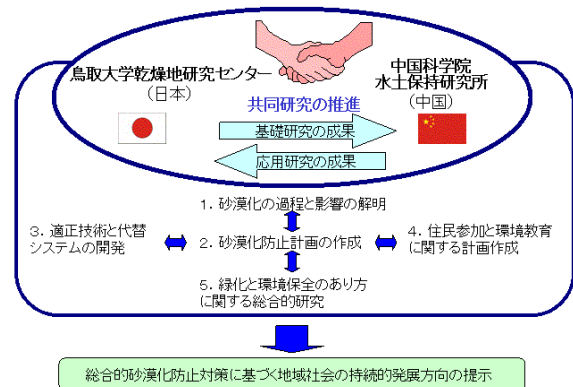 鳥取大学乾燥地研究センター
（日本）
中国科学院
水土保持研究所
（中国）
共同研究の推進
基礎研究の成果
応用研究の成果
1. 砂漠化の過程と影響の解明
3. 適正技術と代替
システムの開発
2. 砂漠化防止計画の作成
4. 住民参加と環境教育
に関する計画作成
5. 緑化と環境保全のあり方
に関する総合的研究
総合的砂漠化防止対策に基づく地域社会の持続的発展方向の提示